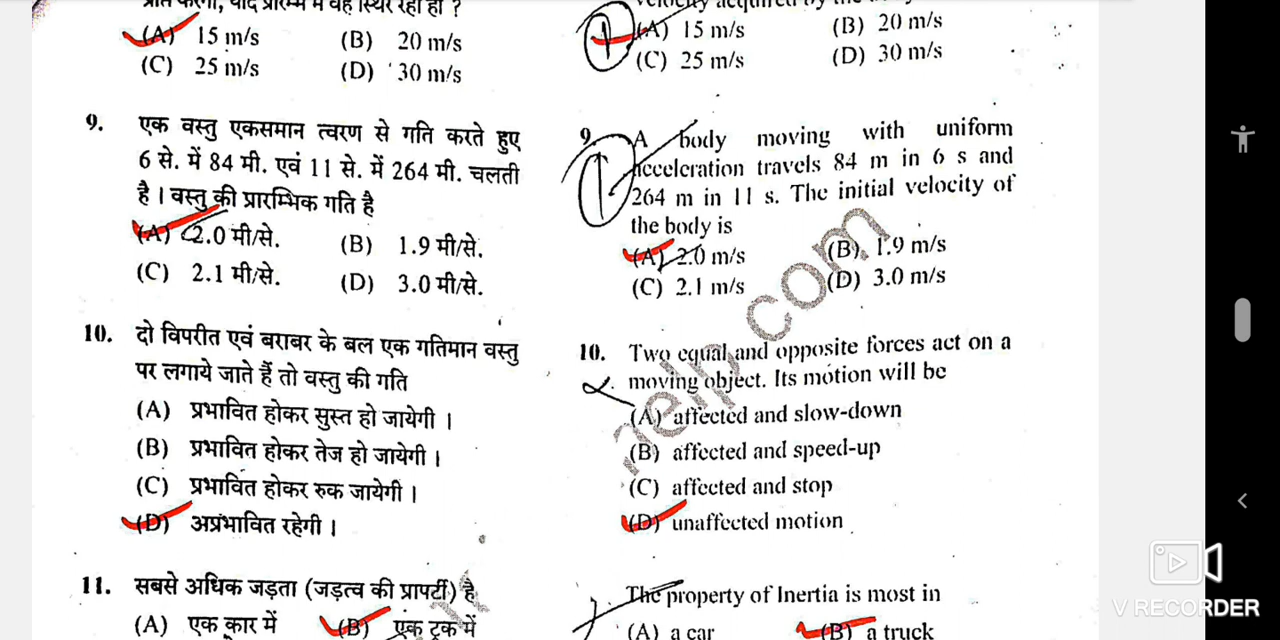 15 m/s (B) 20 m/s
(C) 25 m/s (D) 30 m/s
9. एक वस्तु एकसमान त्वरण से गति करते हुए
6 से. में 84 मी. एवं 11 से. में 264 मी. चलती
है। वस्तु की प्रारम्भिक गति है
(A) 2.0 मी/से. (B) 1.9 मी/से.
(C) 2.1 मी/से. (D) 3.0 मी/से.
10. दो विपरीत एवं बराबर के बल एक गतिमान वस्तु
पर लगाये जाते हैं तो वस्तु की गति
(A) प्रभावित होकर सुस्त हो जायेगी।
(B) प्रभावित होकर तेज हो जायेगी।
(C) प्रभावित होकर रुक जायेगी।
(D) अप्रभावित रहेगी।
11. सबसे अधिक जड़ता (जड़त्व की प्रापर्टी) है
(A) एक कार में (B) एक ट्रक में
velocity acquired by the
(A) 15 m/s (B) 20 m/s
(C) 25 m/s (D) 30 m/s
9. A body moving with uniform
acceleration travels 84 m in 6 s and
264 m in 11 s. The initial velocity of
the body is
(A) 2.0 m/s (B) 1.9 m/s
(C) 2.1 m/s (D) 3.0 m/s
10. Two equal and opposite forces act on a
moving object. Its motion will be
(A) affected and slow-down
(B) affected and speed-up
(C) affected and stop
(D) unaffected motion
The property of Inertia is most in
(A) a car (B) a truck
help com
V RECORDER